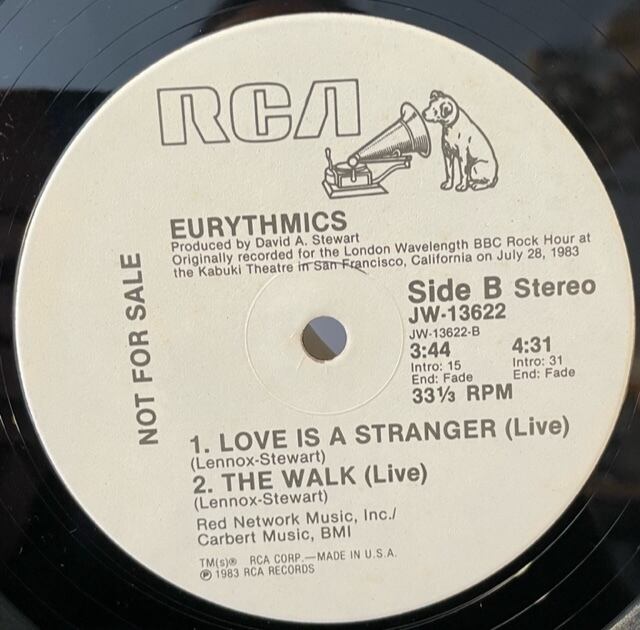 RCA
EURYTHMICS
Produced by David A. Stewart
Originally recorded for the London Wavelength BBC Rock Hour at
the Kabuki Theatre in San Francisco, California on July 28, 1983
NOT FOR SALE
Side B Stereo
JW-13622
JW-13622-B
3:44 4:31
Intro: 15 Intro: 31
End: Fade End: Fade
33⅓ RPM
1. LOVE IS A STRANGER (Live)
(Lennox-Stewart)
2. THE WALK (Live)
(Lennox-Stewart)
Red Network Music, Inc./
Carbert Music, BMI
TM(s)® RCA CORP.—MADE IN U.S.A.
℗ 1983 RCA RECORDS